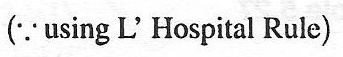 (∵ using L’ Hospital Rule)